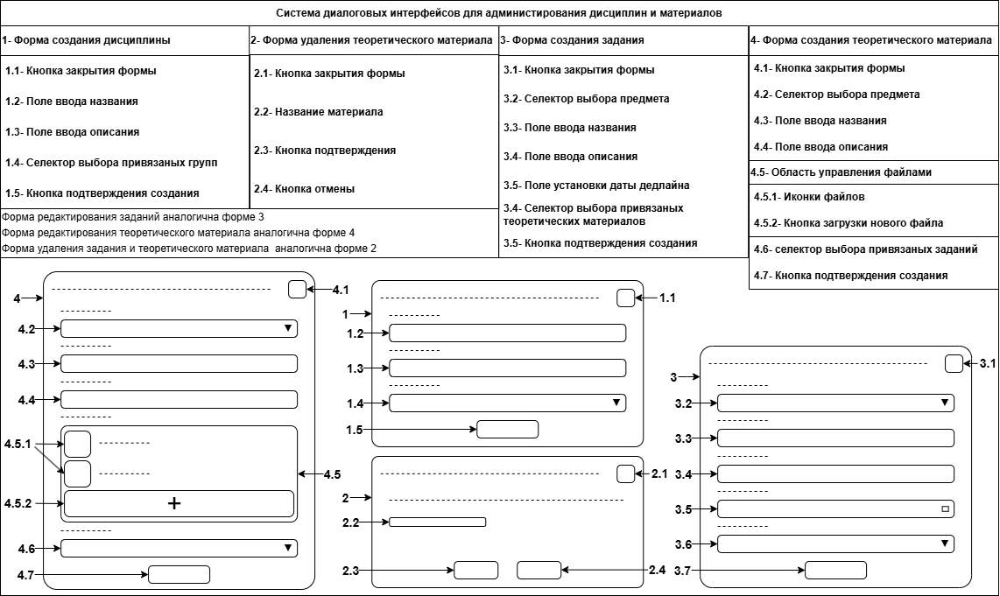 Система диалоговых интерфейсов для администирования дисциплин и материалов
1- Форма создания дисциплины
1.1- Кнопка закрытия формы
1.2- Поле ввода названия
1.3- Поле ввода описания
1.4- Селектор выбора привязаных групп
1.5- Кнопка подтверждения создания
2- Форма удаления теоретического материала
2.1- Кнопка закрытия формы
2.2- Название материала
2.3- Кнопка подтверждения
2.4- Кнопка отмены
3- Форма создания задания
3.1- Кнопка закрытия формы
3.2- Селектор выбора предмета
3.3- Поле ввода названия
3.4- Поле ввода описания
3.5- Поле установки даты дедлайна
3.4- Селектор выбора привязаных
теоретических материалов
3.5- Кнопка подтверждения создания
4- Форма создания теоретического материала
4.1- Кнопка закрытия формы
4.2- Селектор выбора предмета
4.3- Поле ввода названия
4.4- Поле ввода описания
4.5- Область управления файлами
4.5.1- Иконки файлов
4.5.2- Кнопка загрузки нового файла
4.6- селектор выбора привязаных заданий
4.7- Кнопка подтверждения создания
Форма редактирования заданий аналогична форме 3
Форма редактирования теоретического материала аналогична форме 4
Форма удаления задания и теоретического материала аналогична форме 2
4
4.1
4.2
4.3
4.4
4.5.1
4.5
4.5.2
4.6
4.7
1
1.1
1.2
1.3
1.4
1.5
2
2.1
2.2
2.3
2.4
3
3.1
3.2
3.3
3.4
3.5
3.6
3.7